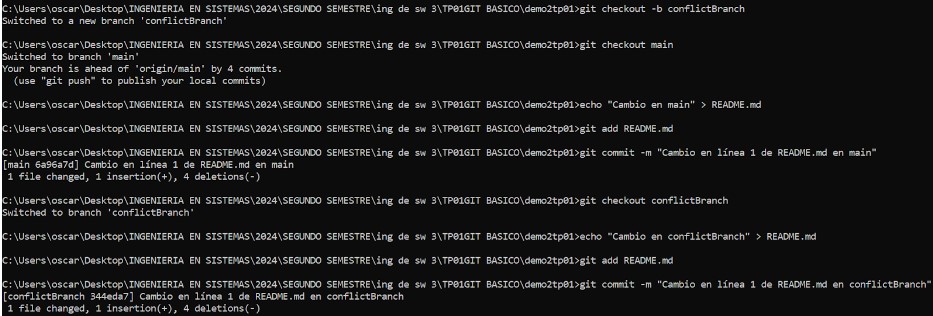 C:\Users\oscar\Desktop\INGENIERIA EN SISTEMAS\2024\SEGUNDO SEMESTRE\ing de sw 3\TP01GIT BASICO\demo2tp01>git checkout -b conflictBranch
Switched to a new branch 'conflictBranch'
C:\Users\oscar\Desktop\INGENIERIA EN SISTEMAS\2024\SEGUNDO SEMESTRE\ing de sw 3\TP01GIT BASICO\demo2tp01>git checkout main
Switched to branch 'main'
Your branch is ahead of 'origin/main' by 4 commits.
(use "git push" to publish your local commits)
C:\Users\oscar\Desktop\INGENIERIA EN SISTEMAS\2024\SEGUNDO SEMESTRE\ing de sw 3\TP01GIT BASICO\demo2tp01>echo "Cambio en main" > README.md
C:\Users\oscar\Desktop\INGENIERIA EN SISTEMAS\2024\SEGUNDO SEMESTRE\ing de sw 3\TP01GIT BASICO\demo2tp01>git add README.md
C:\Users\oscar\Desktop\INGENIERIA EN SISTEMAS\2024\SEGUNDO SEMESTRE\ing de sw 3\TP01GIT BASICO\demo2tp01>git commit -m "Cambio en línea 1 de README.md en main"
[main 6a96a7d] Cambio en línea 1 de README.md en main
1 file changed, 1 insertion(+), 4 deletions(-)
C:\Users\oscar\Desktop\INGENIERIA EN SISTEMAS\2024\SEGUNDO SEMESTRE\ing de sw 3\TP01GIT BASICO\demo2tp01>git checkout conflictBranch
Switched to branch 'conflictBranch'
C:\Users\oscar\Desktop\INGENIERIA EN SISTEMAS\2024\SEGUNDO SEMESTRE\ing de sw 3\TP01GIT BASICO\demo2tp01>echo "Cambio en conflictBranch" > README.md
C:\Users\oscar\Desktop\INGENIERIA EN SISTEMAS\2024\SEGUNDO SEMESTRE\ing de sw 3\TP01GIT BASICO\demo2tp01>git add README.md
C:\Users\oscar\Desktop\INGENIERIA EN SISTEMAS\2024\SEGUNDO SEMESTRE\ing de sw 3\TP01GIT BASICO\demo2tp01>git commit -m "Cambio en línea 1 de README.md en conflictBranch"
[conflictBranch 344eda7] Cambio en línea 1 de README.md en conflictBranch
1 file changed, 1 insertion(+), 4 deletions(-)